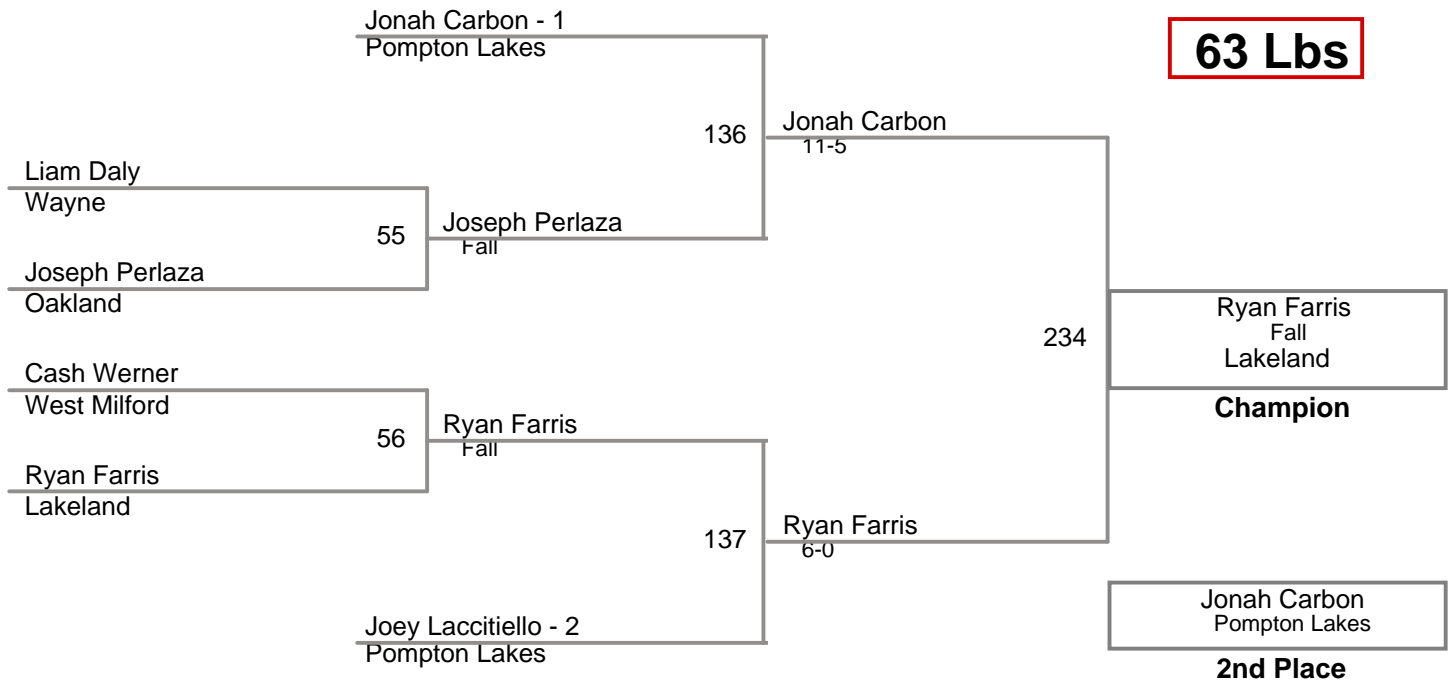 Jonah Carbon - 1
Pompton Lakes
63 Lbs
136
Jonah Carbon
11-5
Liam Daly
Wayne
55
Joseph Perlaza
Fall
Joseph Perlaza
Oakland
234
Ryan Farris
Fall
Lakeland
Champion
Cash Werner
West Milford
56
Ryan Farris
Fall
Ryan Farris
Lakeland
137
Ryan Farris
6-0
Joey Laccitiello - 2
Pompton Lakes
Jonah Carbon
Pompton Lakes
2nd Place